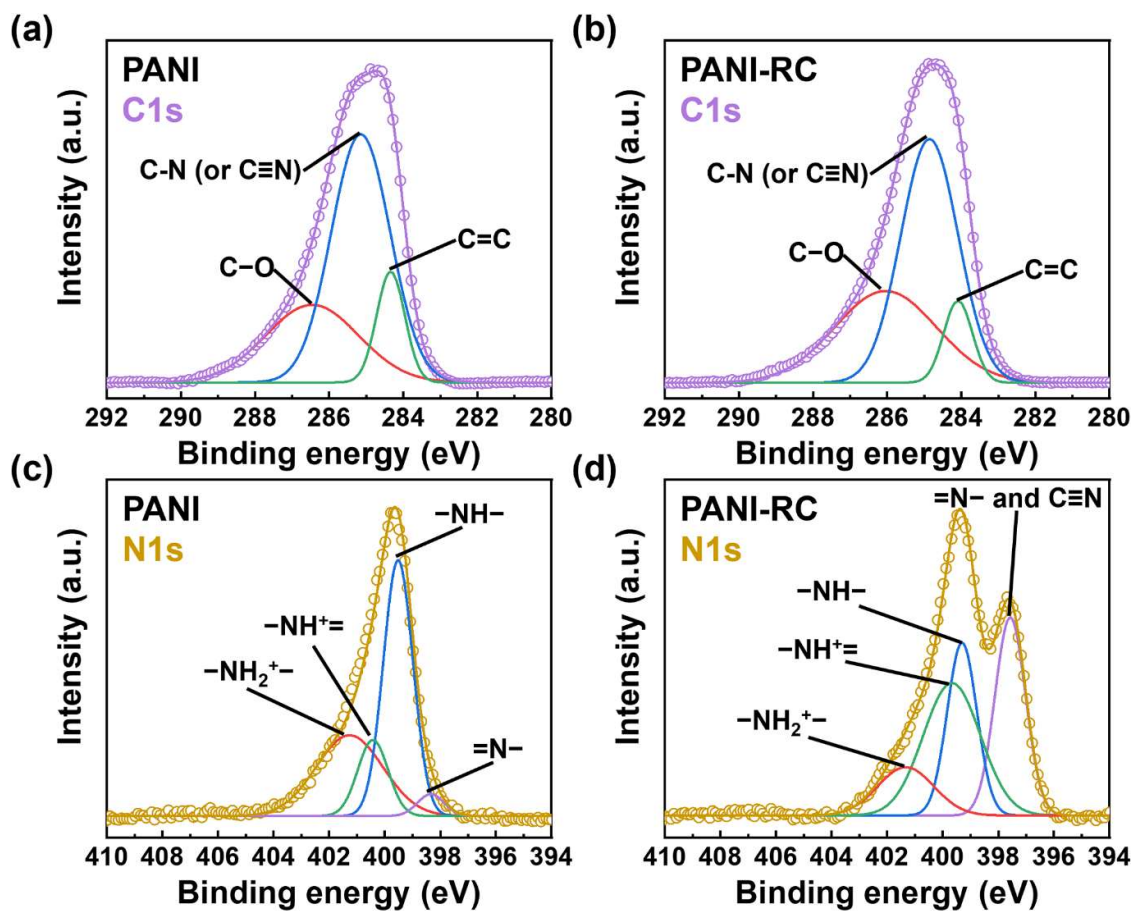 (a)
PANI
C1s
C-N (or C≡N)
C−O
C=C
Intensity (a.u.)
292 290 288 286 284 282 280
Binding energy (eV)
(b)
PANI-RC
C1s
C-N (or C≡N)
C−O
C=C
Intensity (a.u.)
292 290 288 286 284 282 280
Binding energy (eV)
(c)
PANI
N1s
−NH−
−NH⁺=
−NH₂⁺−
=N−
Intensity (a.u.)
410 408 406 404 402 400 398 396 394
Binding energy (eV)
(d)
PANI-RC
N1s
=N− and C≡N
−NH−
−NH⁺=
−NH₂⁺−
Intensity (a.u.)
410 408 406 404 402 400 398 396 394
Binding energy (eV)